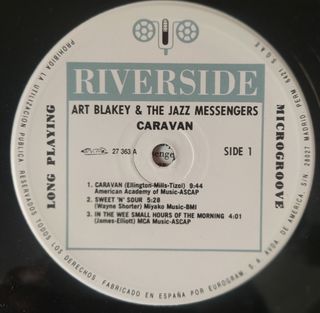 RIVERSIDE
ART BLAKEY & THE JAZZ MESSENGERS
CARAVAN
27 363 A
SIDE 1
LONG PLAYING
MICROGROOVE
1. CARAVAN (Ellington-Mills-Tizol) 9:44
American Academy of Music-ASCAP
2. SWEET 'N' SOUR 5:28
(Wayne Shorter) Miyako Music-BMI
3. IN THE WEE SMALL HOURS OF THE MORNING 4:01
(James-Elliott) MCA Music-ASCAP
PROHIBIDA LA UTILIZACION PUBLICA. RESERVADOS TODOS LOS DERECHOS. FABRICADO EN ESPAÑA POR EUROGRAM, S.A. AVDA DE AMERICA, S/N 28027 MADRID PERM. 6421 S.G.A.E.